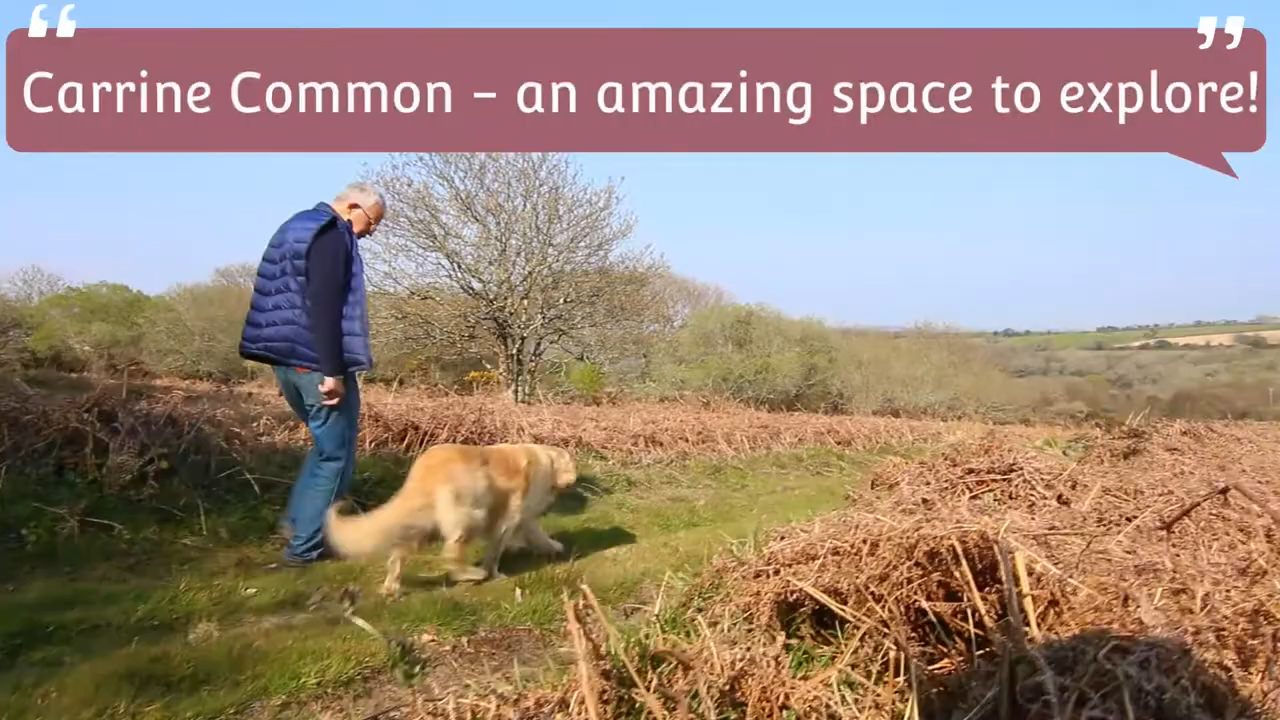 “ Carrine Common – an amazing space to explore! ”